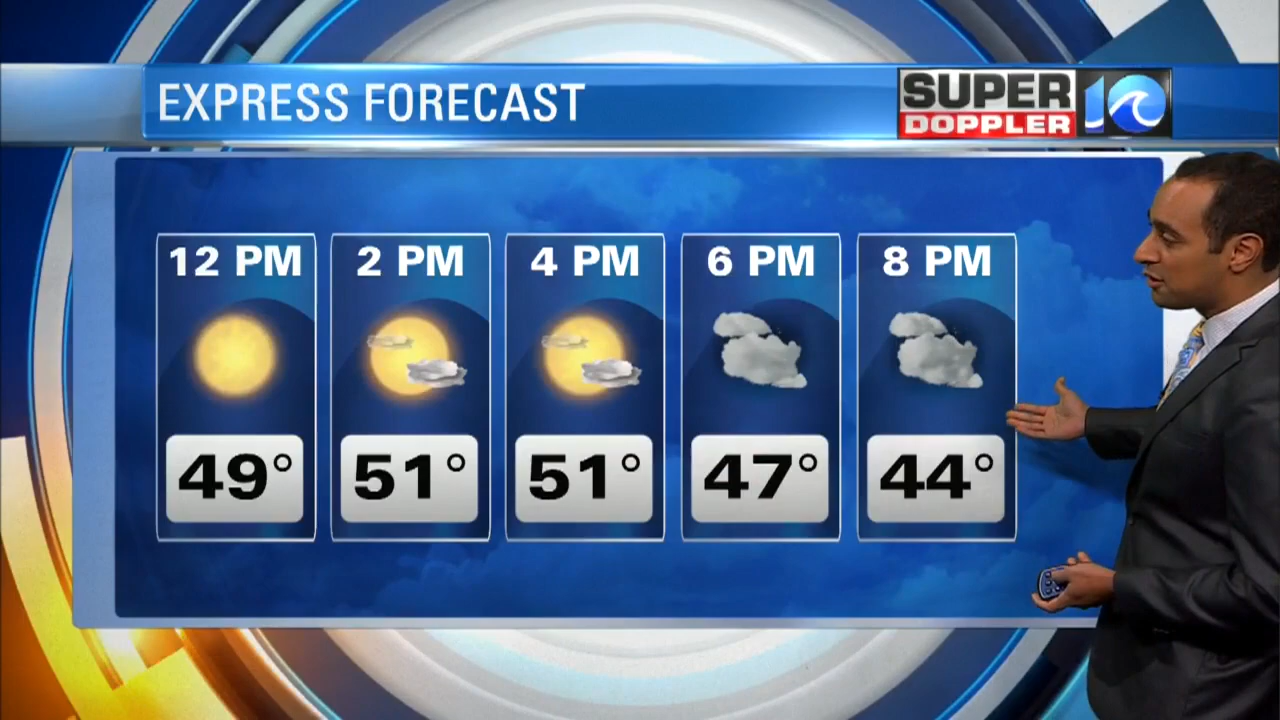 EXPRESS FORECAST
SUPER
DOPPLER
10
12 PM
2 PM
4 PM
6 PM
8 PM
49°
51°
51°
47°
44°